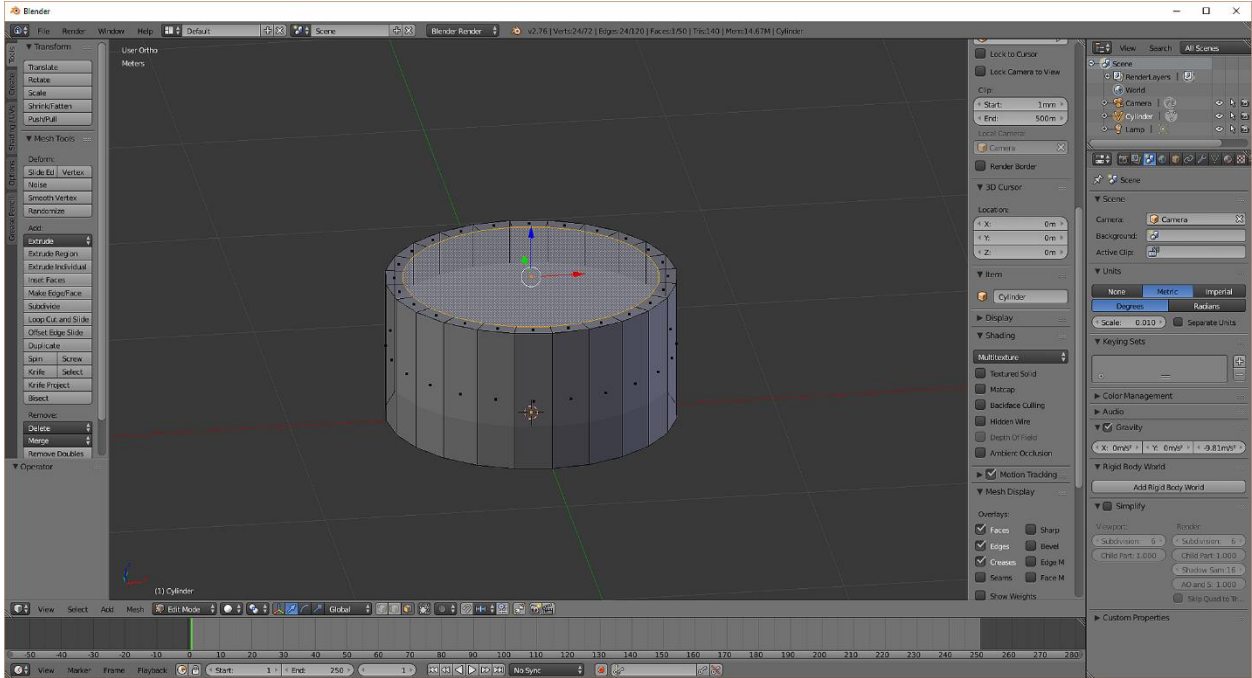 Blender
File Render Window Help Default Scene Blender Render v2.76 | Verts:24/72 | Edges:24/120 | Faces:1/50 | Tris:140 | Mem:14.67M | Cylinder
Tools
Create
Shading / UVs
Options
Grease Pencil
Transform
Translate
Rotate
Scale
Shrink/Fatten
Push/Pull
Mesh Tools
Deform:
Slide Ed Vertex
Noise
Smooth Vertex
Randomize
Add:
Extrude
Extrude Region
Extrude Individual
Inset Faces
Make Edge/Face
Subdivide
Loop Cut and Slide
Offset Edge Slide
Duplicate
Spin Screw
Knife Select
Knife Project
Bisect
Remove:
Delete
Merge
Remove Doubles
Operator
User Ortho
Meters
(1) Cylinder
Lock to Cursor
Lock Camera to View
Clip:
Start: 1mm
End: 500m
Local Camera:
Camera
Render Border
3D Cursor
Location:
X: 0m
Y: 0m
Z: 0m
Item
Cylinder
Display
Shading
Multitexture
Textured Solid
Matcap
Backface Culling
Hidden Wire
Depth Of Field
Ambient Occlusion
Motion Tracking
Mesh Display
Overlays:
Faces Sharp
Edges Bevel
Creases Edge M
Seams Face M
Show Weights
View Search All Scenes
Scene
RenderLayers
World
Camera
Cylinder
Lamp
Scene
Scene
Camera: Camera
Background:
Active Clip:
Units
None Metric Imperial
Degrees Radians
Scale: 0.010 Separate Units
Keying Sets
Color Management
Audio
Gravity
X: 0m/s² Y: 0m/s² -9.81m/s²
Rigid Body World
Add Rigid Body World
Simplify
Viewport: Render:
Subdivision: 6 Subdivision: 6
Child Part: 1.000 Child Part: 1.000
Shadow Sam 16
AO and S: 1.000
Skip Quad to Tr...
Custom Properties
View Select Add Mesh Edit Mode Global
-50 -40 -30 -20 -10 0 10 20 30 40 50 60 70 80 90 100 110 120 130 140 150 160 170 180 190 200 210 220 230 240 250 260 270 280
View Marker Frame Playback Start: 1 End: 250 1 No Sync